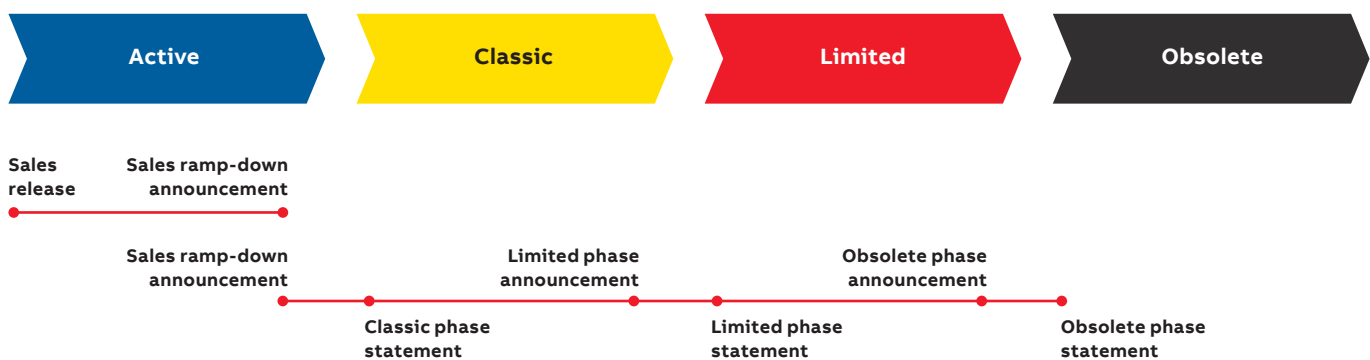 Active
Classic
Limited
Obsolete
Sales
release
Sales ramp-down
announcement
Sales ramp-down
announcement
Limited phase
announcement
Obsolete phase
announcement
Classic phase
statement
Limited phase
statement
Obsolete phase
statement